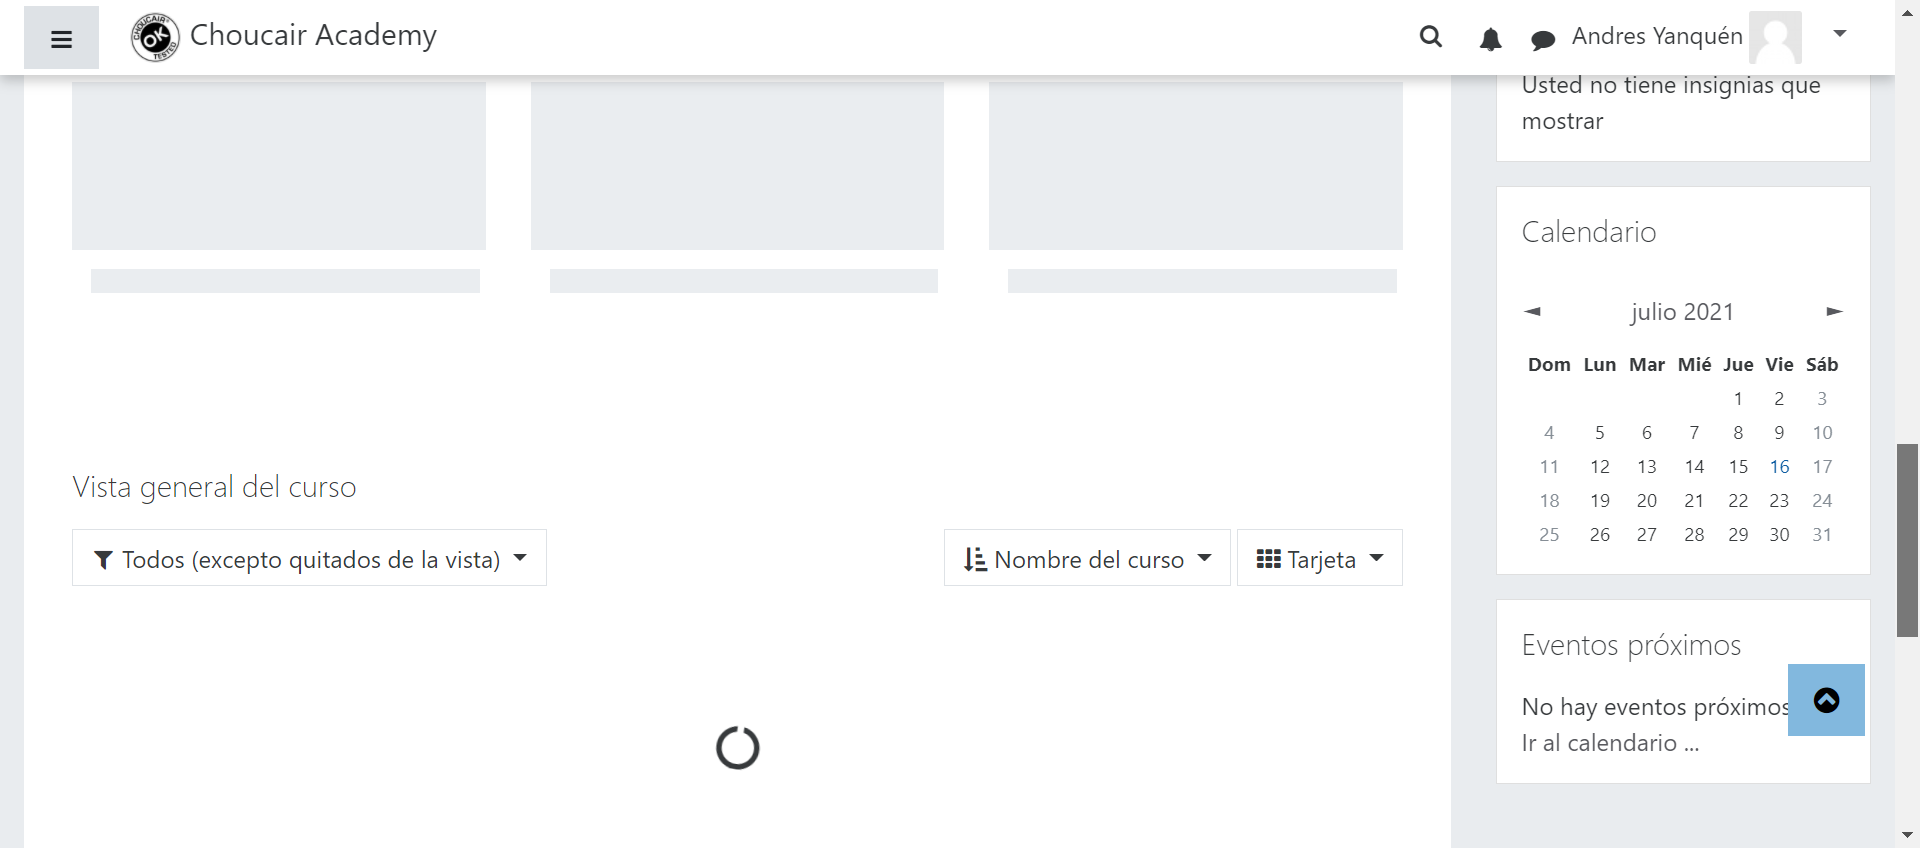 CHOUCAIR
OK
TESTED
Choucair Academy
Andres Yanquén
Usted no tiene insignias que
mostrar
Calendario
◄ julio 2021 ►
Dom Lun Mar Mié Jue Vie Sáb
1 2 3
4 5 6 7 8 9 10
11 12 13 14 15 16 17
18 19 20 21 22 23 24
25 26 27 28 29 30 31
Vista general del curso
Todos (excepto quitados de la vista)
Nombre del curso
Tarjeta
Eventos próximos
No hay eventos próximos
Ir al calendario ...